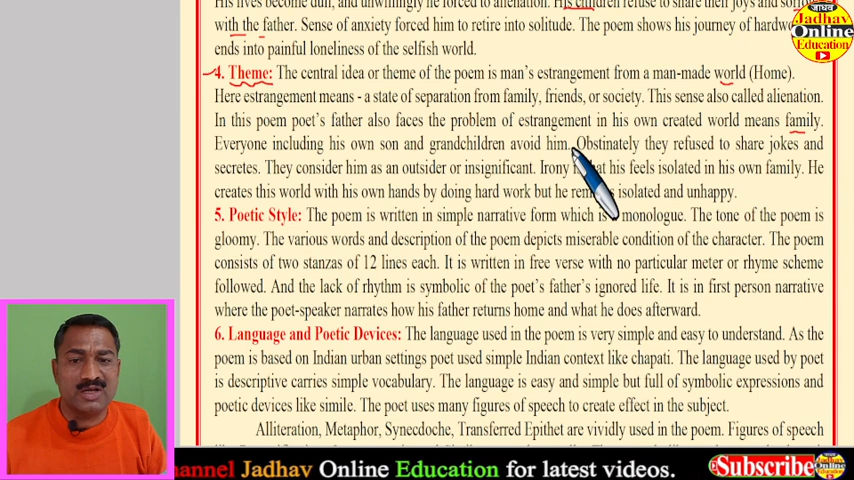 His lives become dull, and unwillingly he forced to alienation. His children refuse to share their joys and
with the father. Sense of anxiety forced him to retire into solitude. The poem shows his journey of
ends into painful loneliness of the selfish world.
4. Theme: The central idea or theme of the poem is man's estrangement from a man-made world (Home).
Here estrangement means - a state of separation from family, friends, or society. This sense also called alienation.
In this poem poet's father also faces the problem of estrangement in his own created world means family.
Everyone including his own son and grandchildren avoid him. Obstinately they refused to share jokes and
secretes. They consider him as an outsider or insignificant. Irony his feels isolated in his own family. He
creates this world with his own hands by doing hard work but he isolated and unhappy.
5. Poetic Style: The poem is written in simple narrative form which is monologue. The tone of the poem is
gloomy. The various words and description of the poem depicts miserable condition of the character. The poem
consists of two stanzas of 12 lines each. It is written in free verse with no particular meter or rhyme scheme
followed. And the lack of rhythm is symbolic of the poet's father's ignored life. It is in first person narrative
where the poet-speaker narrates how his father returns home and what he does afterward.
6. Language and Poetic Devices: The language used in the poem is very simple and easy to understand. As the
poem is based on Indian urban settings poet used simple Indian context like chapati. The language used by poet
is descriptive carries simple vocabulary. The language is easy and simple but full of symbolic expressions and
poetic devices like simile. The poet uses many figures of speech to create effect in the subject.
Alliteration, Metaphor, Synecdoche, Transferred Epithet are vividly used in the poem. Figures of speech
जाधव
Jadhav
Online
Education
hannel Jadhav Online Education for latest videos.
Subscribe
Jadhav
Online
Education